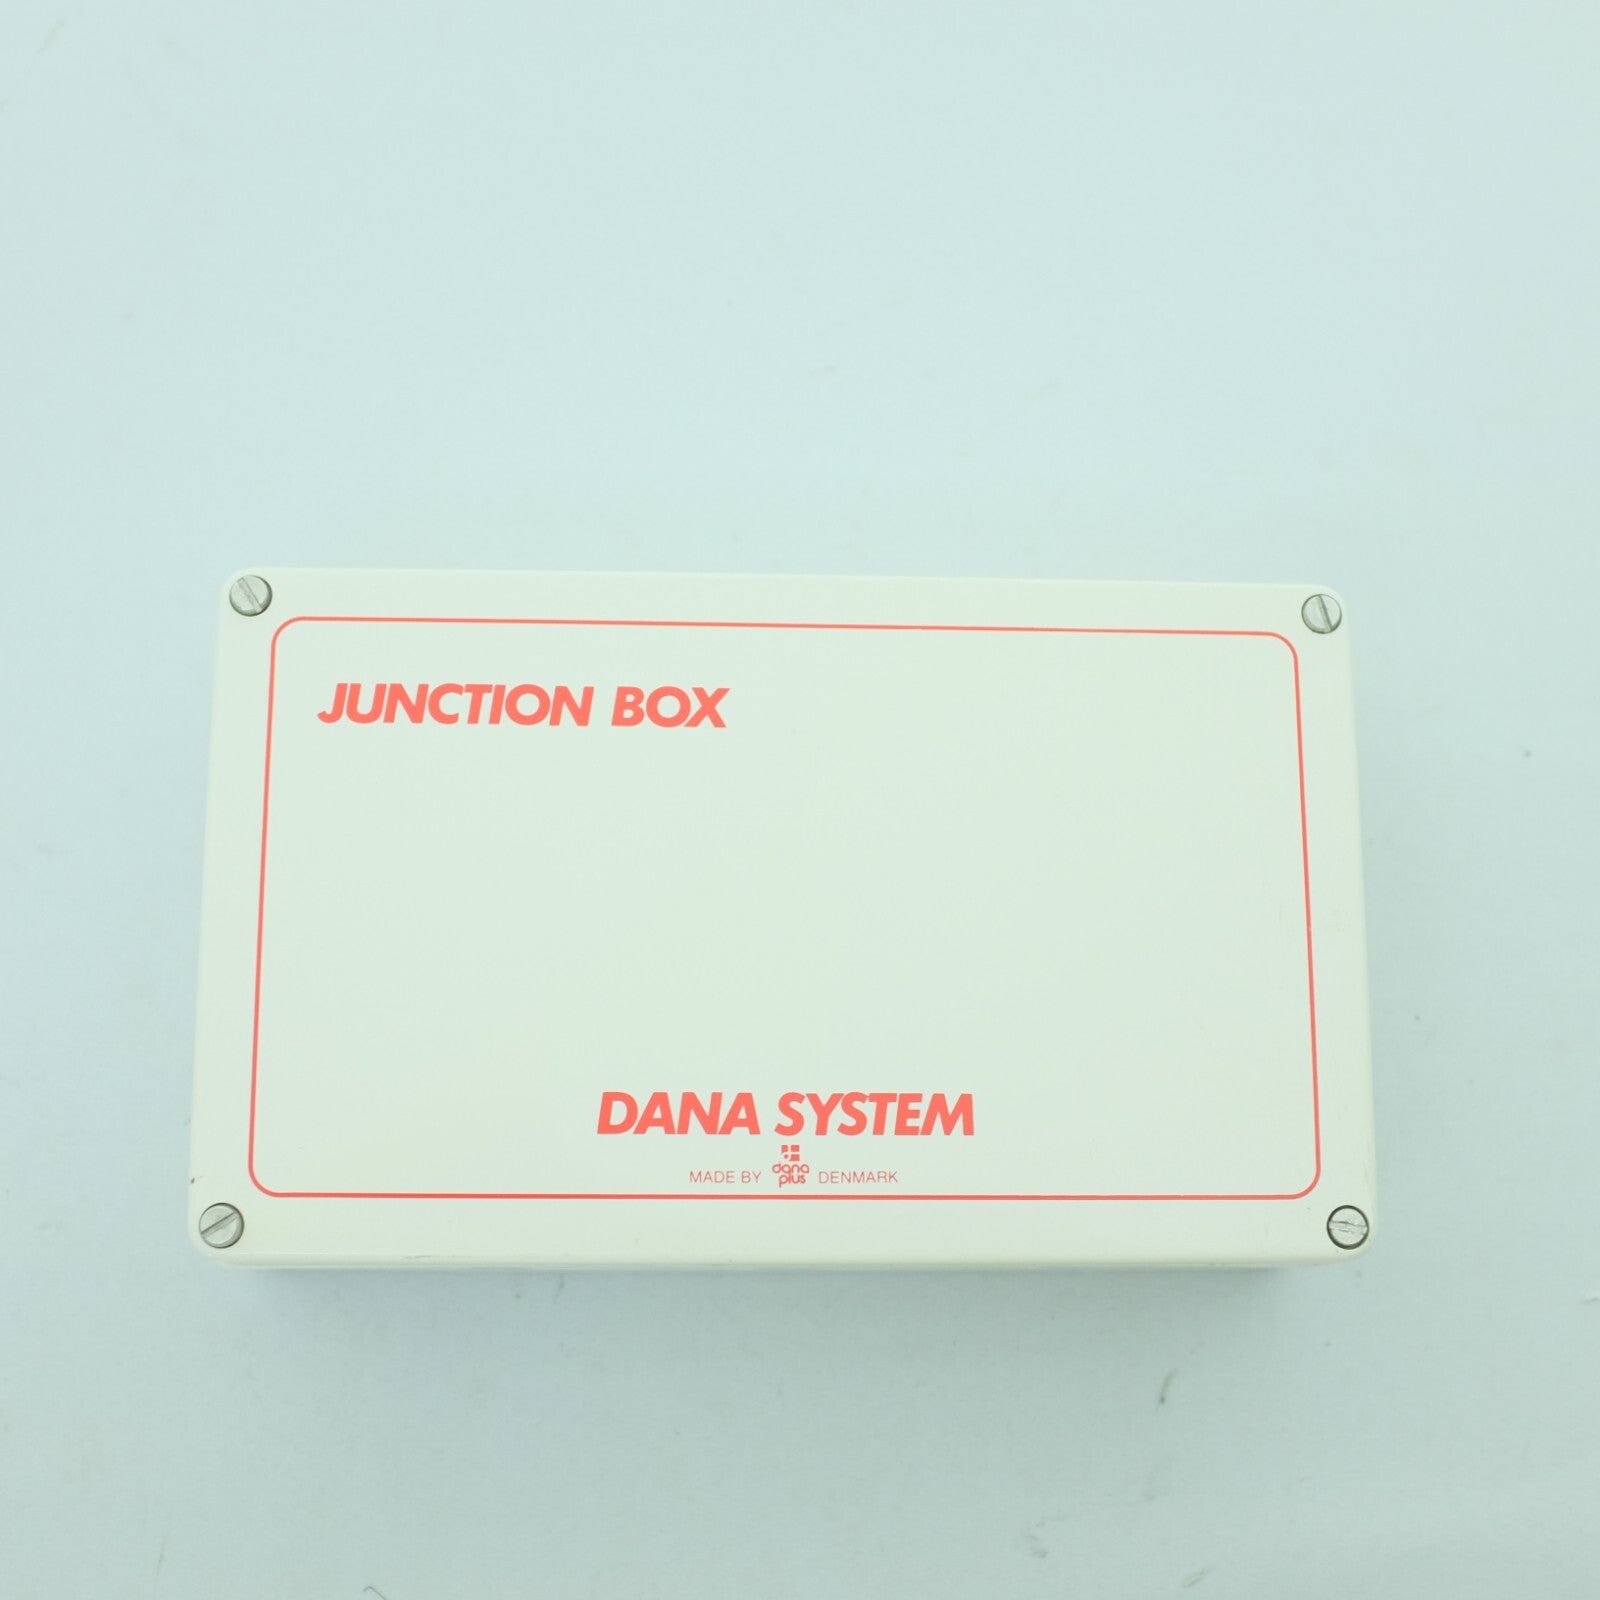 JUNCTION BOX
DANA SYSTEM
MADE BY dana plus DENMARK